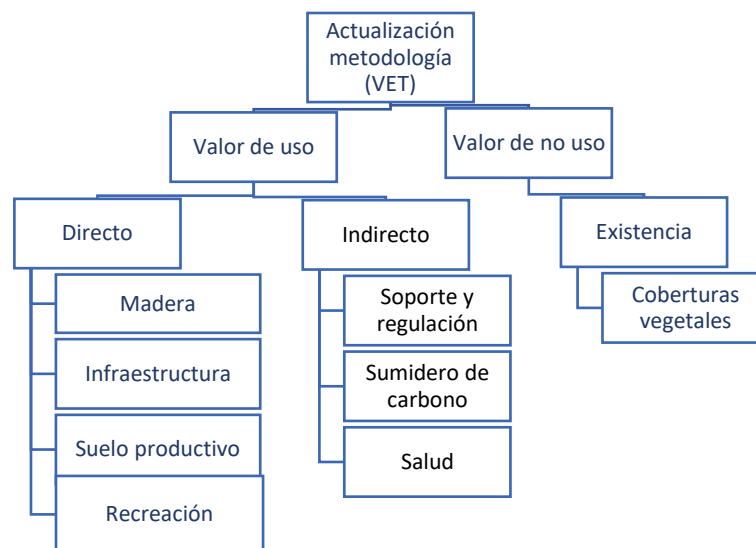 Actualización
metodología
(VET)
Valor de uso
Valor de no uso
Directo
Indirecto
Existencia
Madera
Infraestructura
Suelo productivo
Recreación
Soporte y
regulación
Sumidero de
carbono
Salud
Coberturas
vegetales